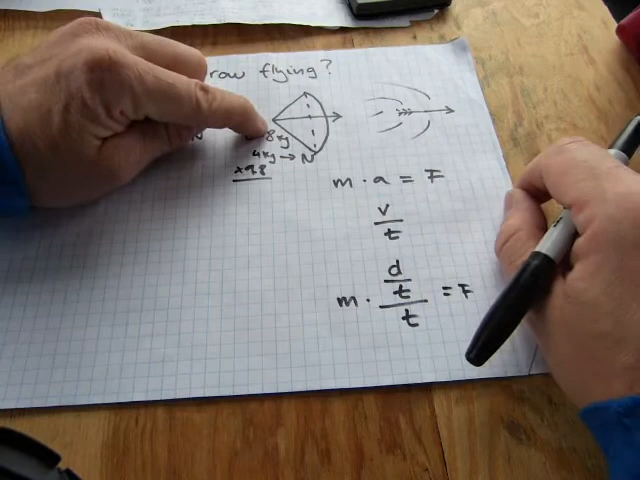 row flying?
8kg
4kg → N
x9.8
m · a = F
v
t
d
t
m · = F
t